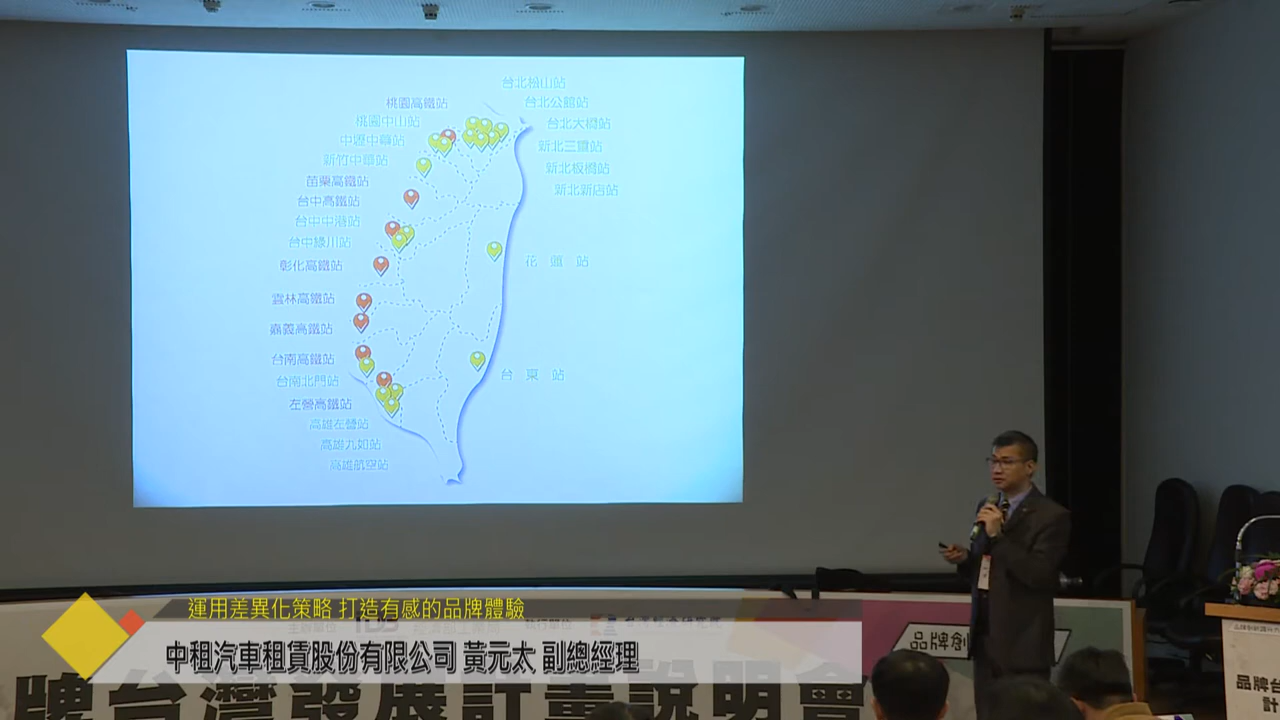 台北松山站
桃園高鐵站
台北公館站
桃園中山站
台北大橋站
中壢中豐站
新北三重站
新竹中華站
新北板橋站
苗栗高鐵站
新北新店站
台中高鐵站
台中中港站
台中綠川站
花蓮站
彰化高鐵站
雲林高鐵站
嘉義高鐵站
台南高鐵站
台東站
台南北門站
左營高鐵站
高雄左營站
高雄九如站
高雄航空站
運用差異化策略 打造有感的品牌體驗
中租汽車租賃股份有限公司 黃元太 副總經理
品牌創
牌台灣發展計畫說明會
品牌台
計